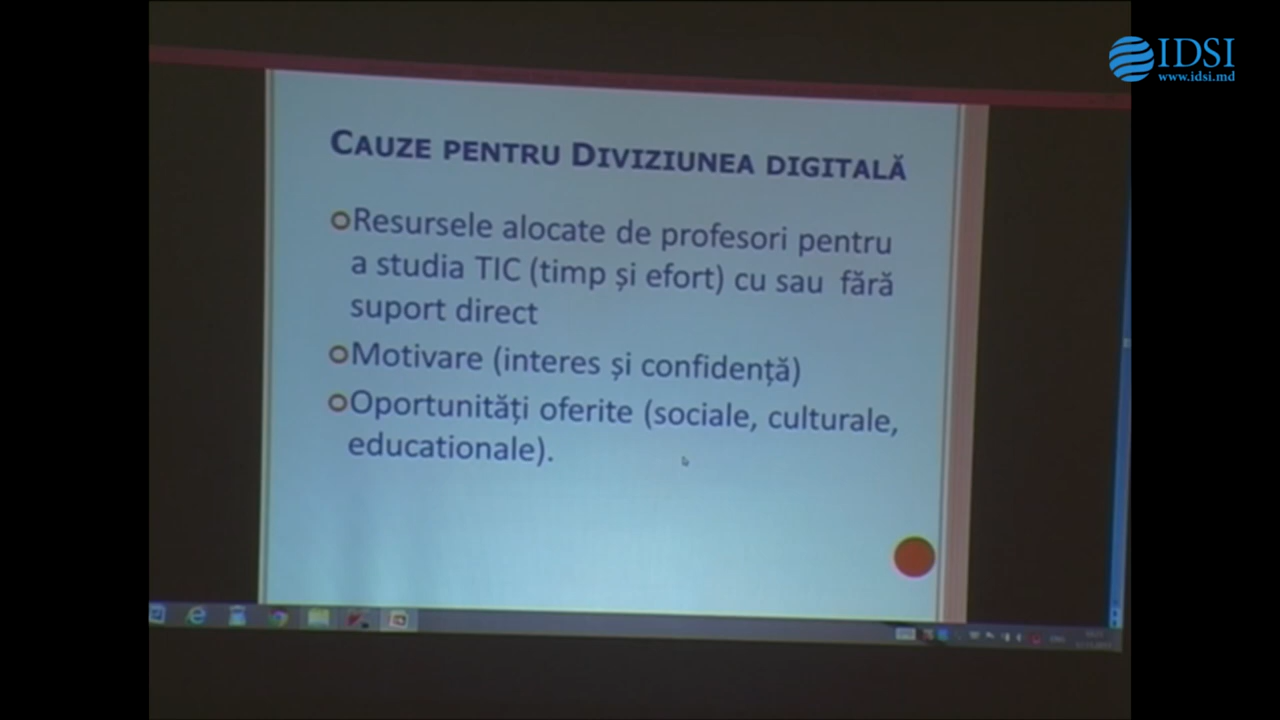 IDSI
www.idsi.md
CAUZE PENTRU DIVIZIUNEA DIGITALĂ
Resursele alocate de profesori pentru
a studia TIC (timp și efort) cu sau fără
suport direct
Motivare (interes și confidență)
Oportunități oferite (sociale, culturale,
educationale).